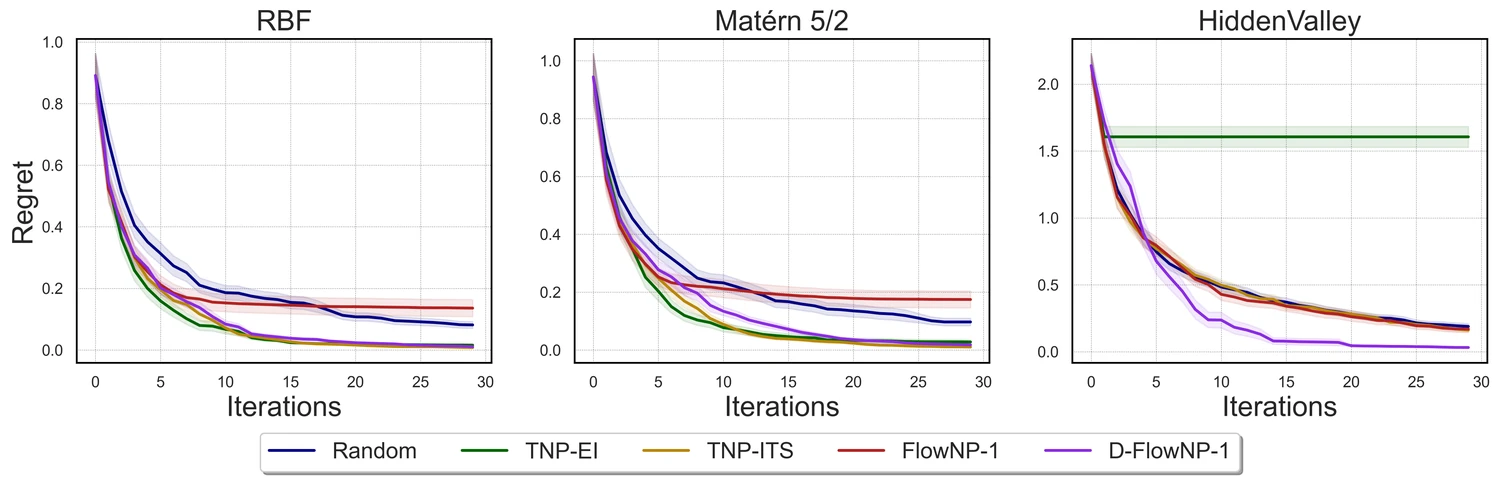 RBF
Matérn 5/2
HiddenValley
Regret
1.0
0.8
0.6
0.4
0.2
0.0
0 5 10 15 20 25 30
Iterations
1.0
0.8
0.6
0.4
0.2
0.0
0 5 10 15 20 25 30
Iterations
2.0
1.5
1.0
0.5
0.0
0 5 10 15 20 25 30
Iterations
Random TNP-EI TNP-ITS FlowNP-1 D-FlowNP-1